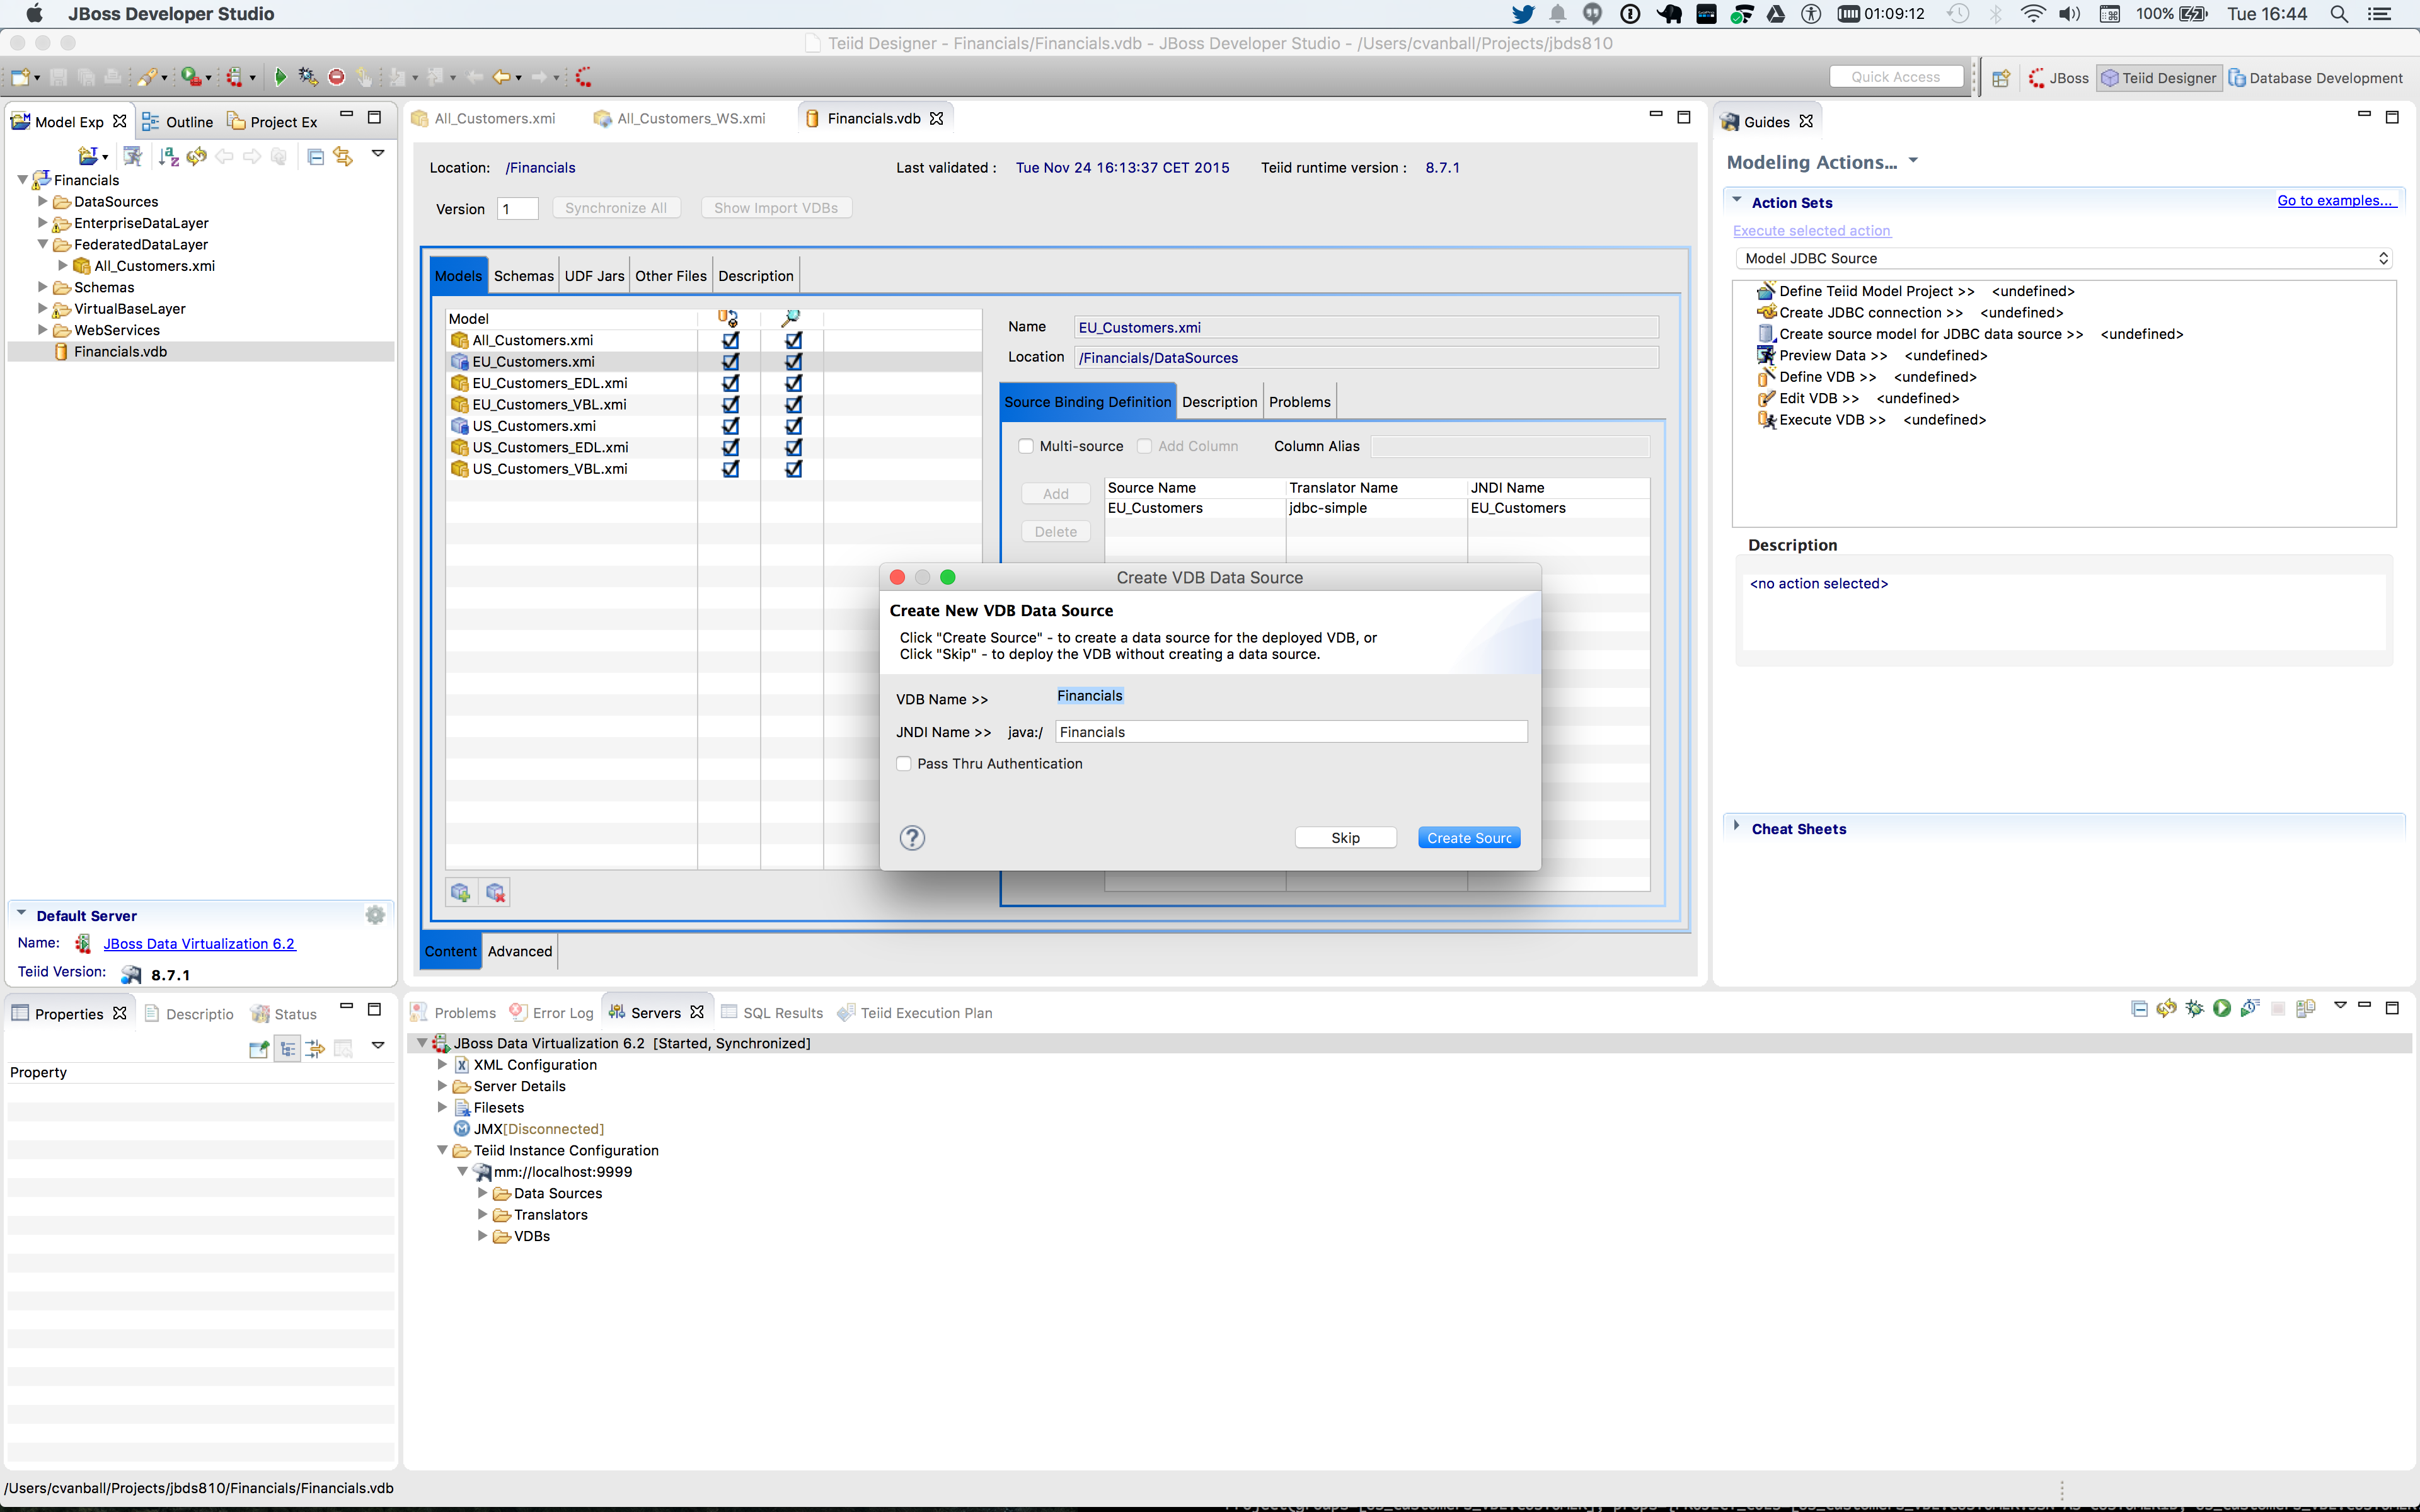 JBoss Developer Studio
01:09:12
100%
Tue 16:44
Teiid Designer - Financials/Financials.vdb - JBoss Developer Studio - /Users/cvanball/Projects/jbds810
Quick Access
JBoss
Teiid Designer
Database Development
Model Exp
Outline
Project Ex
Financials
DataSources
EnterpriseDataLayer
FederatedDataLayer
All_Customers.xmi
Schemas
VirtualBaseLayer
WebServices
Financials.vdb
Default Server
Name: JBoss Data Virtualization 6.2
Teiid Version: 8.7.1
All_Customers.xmi
All_Customers_WS.xmi
Financials.vdb
Location: /Financials
Last validated : Tue Nov 24 16:13:37 CET 2015
Teiid runtime version : 8.7.1
Version 1
Synchronize All
Show Import VDBs
Models
Schemas
UDF Jars
Other Files
Description
Model
All_Customers.xmi
EU_Customers.xmi
EU_Customers_EDL.xmi
EU_Customers_VBL.xmi
US_Customers.xmi
US_Customers_EDL.xmi
US_Customers_VBL.xmi
Name EU_Customers.xmi
Location /Financials/DataSources
Source Binding Definition
Description
Problems
Multi-source
Add Column
Column Alias
Add
Delete
Source Name Translator Name JNDI Name
EU_Customers jdbc-simple EU_Customers
Create VDB Data Source
Create New VDB Data Source
Click "Create Source" - to create a data source for the deployed VDB, or
Click "Skip" - to deploy the VDB without creating a data source.
VDB Name >> Financials
JNDI Name >> java:/ Financials
Pass Thru Authentication
?
Skip
Create Sourc
Content
Advanced
Guides
Modeling Actions...
Action Sets
Go to examples...
Execute selected action
Model JDBC Source
Define Teiid Model Project >> <undefined>
Create JDBC connection >> <undefined>
Create source model for JDBC data source >> <undefined>
Preview Data >> <undefined>
Define VDB >> <undefined>
Edit VDB >> <undefined>
Execute VDB >> <undefined>
Description
<no action selected>
Cheat Sheets
Properties
Descriptio
Status
Property
Problems
Error Log
Servers
SQL Results
Teiid Execution Plan
JBoss Data Virtualization 6.2 [Started, Synchronized]
XML Configuration
Server Details
Filesets
JMX[Disconnected]
Teiid Instance Configuration
mm://localhost:9999
Data Sources
Translators
VDBs
/Users/cvanball/Projects/jbds810/Financials/Financials.vdb